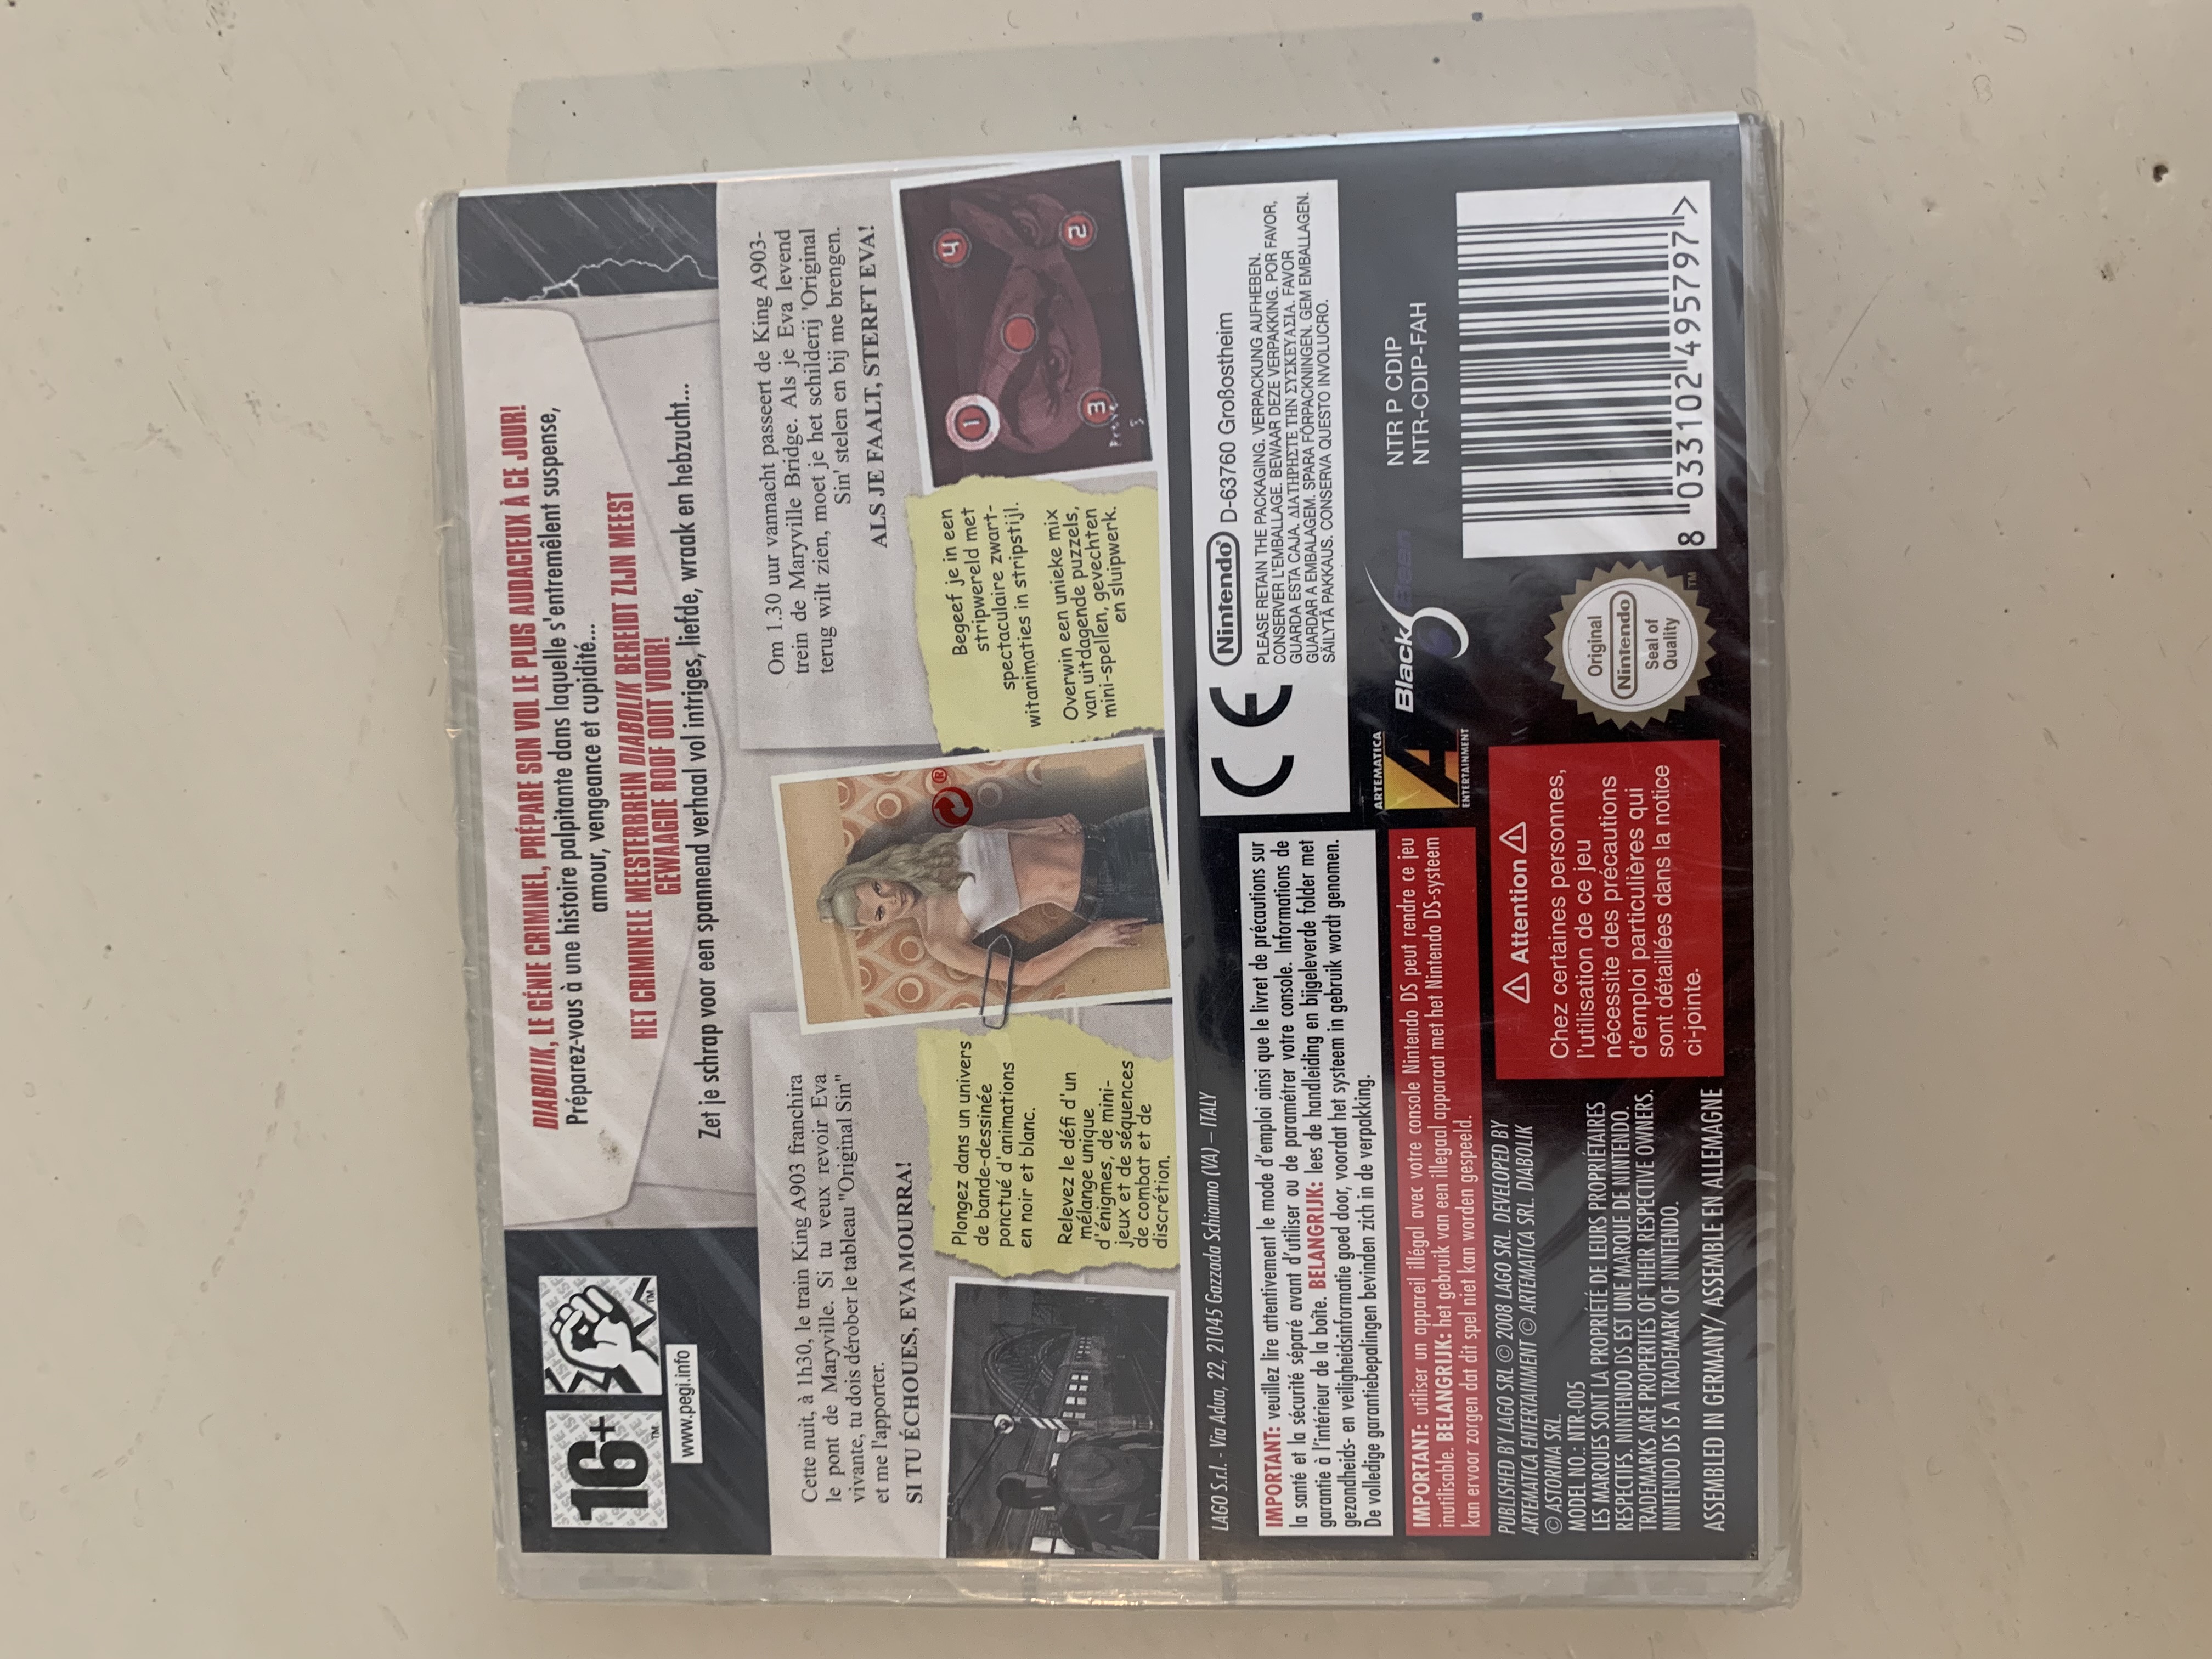 16+
TM
TM
www.pegi.info
DIABOLIK, LE GÉNIE CRIMINEL, PRÉPARE SON VOL LE PLUS AUDACIEUX À CE JOUR!
Préparez-vous à une histoire palpitante dans laquelle s'entremêlent suspense,
amour, vengeance et cupidité...
HET CRIMINELE MEESTERBREIN DIABOLIK BEREIDT ZIJN MEEST
GEWAAGDE ROOF OOIT VOOR!
Zet je schrap voor een spannend verhaal vol intriges, liefde, wraak en hebzucht...
Cette nuit, à 1h30, le train King A903 franchira
le pont de Maryville. Si tu veux revoir Eva
vivante, tu dois dérober le tableau "Original Sin"
et me l'apporter.
SI TU ÉCHOUES, EVA MOURRA!
Om 1.30 uur vannacht passeert de King A903-
trein de Maryville Bridge. Als je Eva levend
terug wilt zien, moet je het schilderij 'Original
Sin' stelen en bij me brengen.
ALS JE FAALT, STERFT EVA!
Plongez dans un univers
de bande-dessinée
ponctué d'animations
en noir et blanc.
Relevez le défi d'un
mélange unique
d'énigmes, de mini-
jeux et de séquences
de combat et de
discrétion.
®
Begeef je in een
stripwereld met
spectaculaire zwart-
witanimaties in stripstijl.
Overwin een unieke mix
van uitdagende puzzels,
mini-spellen, gevechten
en sluipwerk.
1
4
2
3
5
LAGO S.r.l. - Via Adua, 22, 21045 Gazzada Schianno (VA) – ITALY
IMPORTANT: veuillez lire attentivement le mode d'emploi ainsi que le livret de précautions sur
la santé et la sécurité séparé avant d'utiliser ou de paramétrer votre console. Informations de
garantie à l'intérieur de la boîte. BELANGRIJK: lees de handleiding en bijgeleverde folder met
gezondheids- en veiligheidsinformatie goed door, voordat het systeem in gebruik wordt genomen.
De volledige garantiebepalingen bevinden zich in de verpakking.
IMPORTANT: utiliser un appareil illégal avec votre console Nintendo DS peut rendre ce jeu
inutilisable. BELANGRIJK: het gebruik van een illegaal apparaat met het Nintendo DS-systeem
kan ervoor zorgen dat dit spel niet kan worden gespeeld.
PUBLISHED BY LAGO SRL © 2008 LAGO SRL. DEVELOPED BY
ARTEMATICA ENTERTAINMENT © ARTEMATICA SRL. DIABOLIK
© ASTORINA SRL.
MODEL NO.: NTR-005
LES MARQUES SONT LA PROPRIÉTÉ DE LEURS PROPRIÉTAIRES
RESPECTIFS. NINTENDO DS EST UNE MARQUE DE NINTENDO.
TRADEMARKS ARE PROPERTIES OF THEIR RESPECTIVE OWNERS.
NINTENDO DS IS A TRADEMARK OF NINTENDO.
ASSEMBLED IN GERMANY/ ASSEMBLE EN ALLEMAGNE
CE
Nintendo® D-63760 Großostheim
PLEASE RETAIN THE PACKAGING. VERPACKUNG AUFHEBEN.
CONSERVER L'EMBALLAGE. BEWAAR DEZE VERPAKKING. POR FAVOR,
GUARDA ESTA CAJA. ΔΙΑΤΗΡΗΣΤΕ ΤΗΝ ΣΥΣΚΕΥΑΣΙΑ. FAVOR
GUARDAR A EMBALAGEM. SPARA FÖRPACKNINGEN. GEM EMBALLAGEN.
SÄILYTÄ PAKKAUS. CONSERVA QUESTO INVOLUCRO.
ARTEMATICA
A
ENTERTAINMENT
Black Bean
NTR P CDIP
NTR-CDIP-FAH
Attention
Chez certaines personnes,
l'utilisation de ce jeu
nécessite des précautions
d'emploi particulières qui
sont détaillées dans la notice
ci-jointe.
Original
Nintendo
Seal of
Quality
TM
8 033102 495797 >